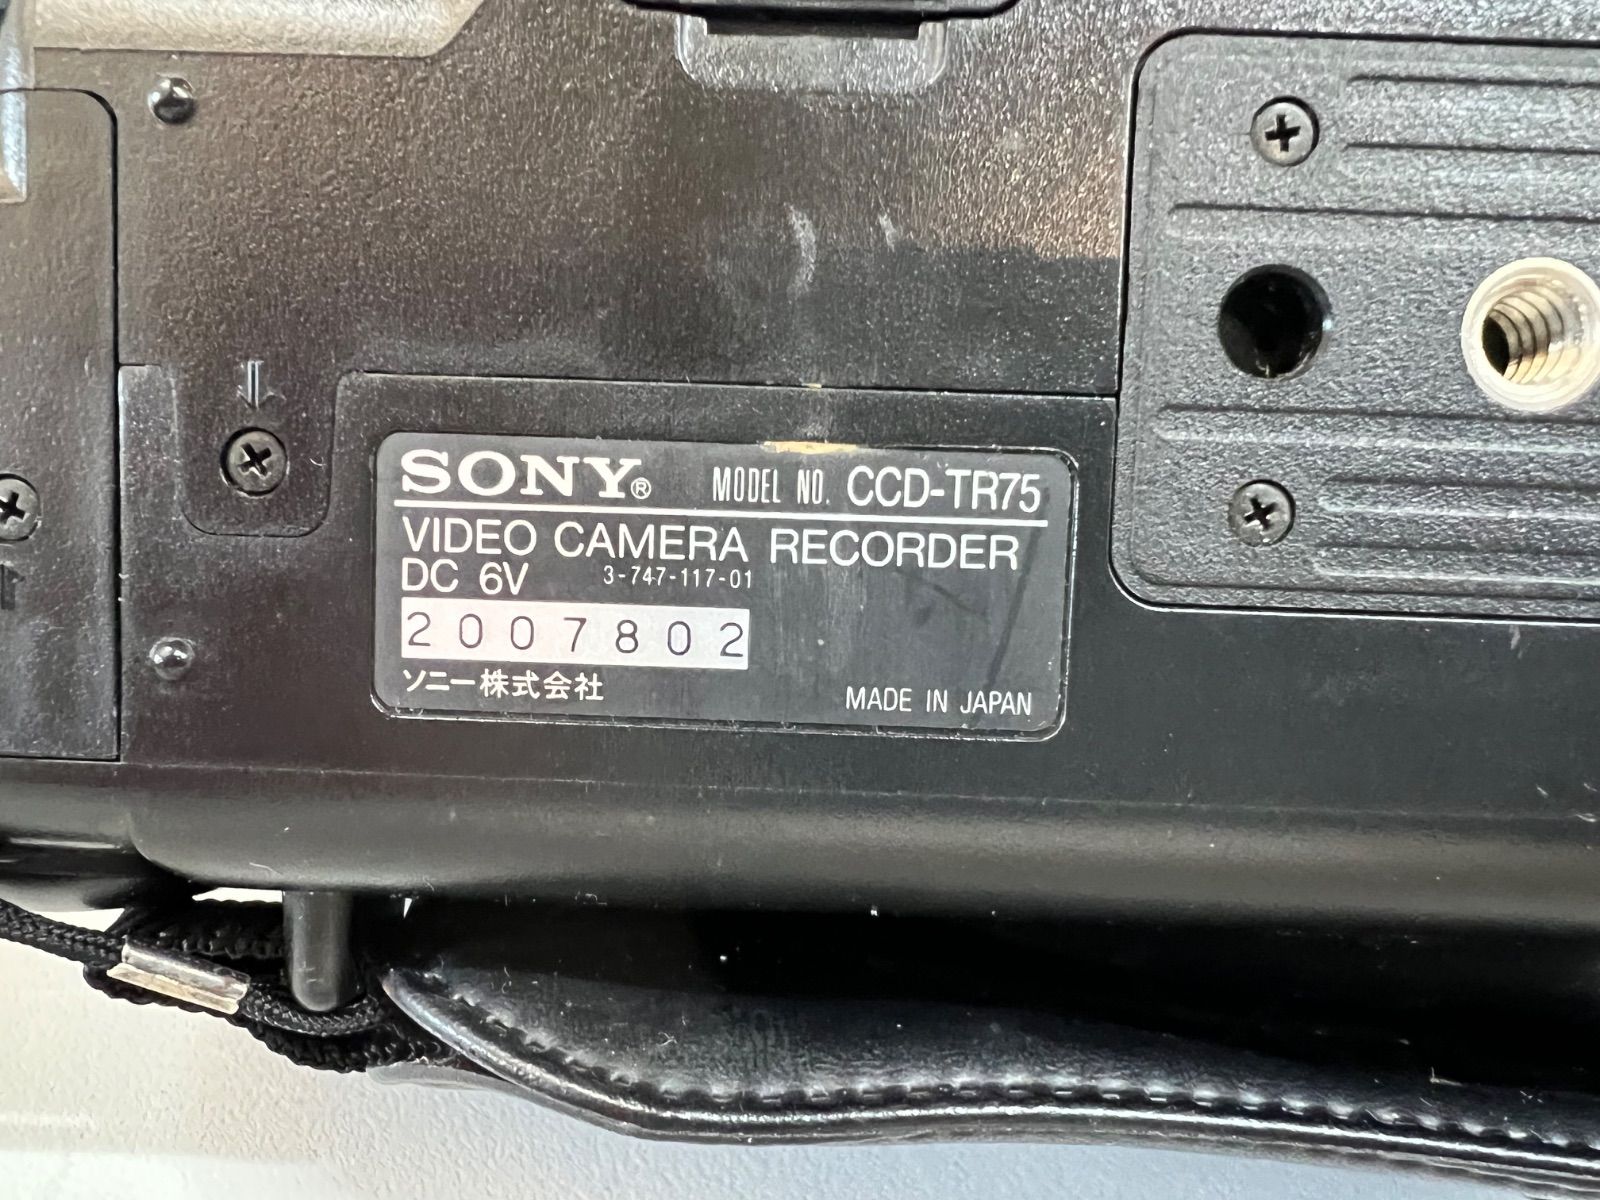 SONY® MODEL NO. CCD-TR75
VIDEO CAMERA RECORDER
DC 6V 3-747-117-01
2007802
ソニー株式会社
MADE IN JAPAN